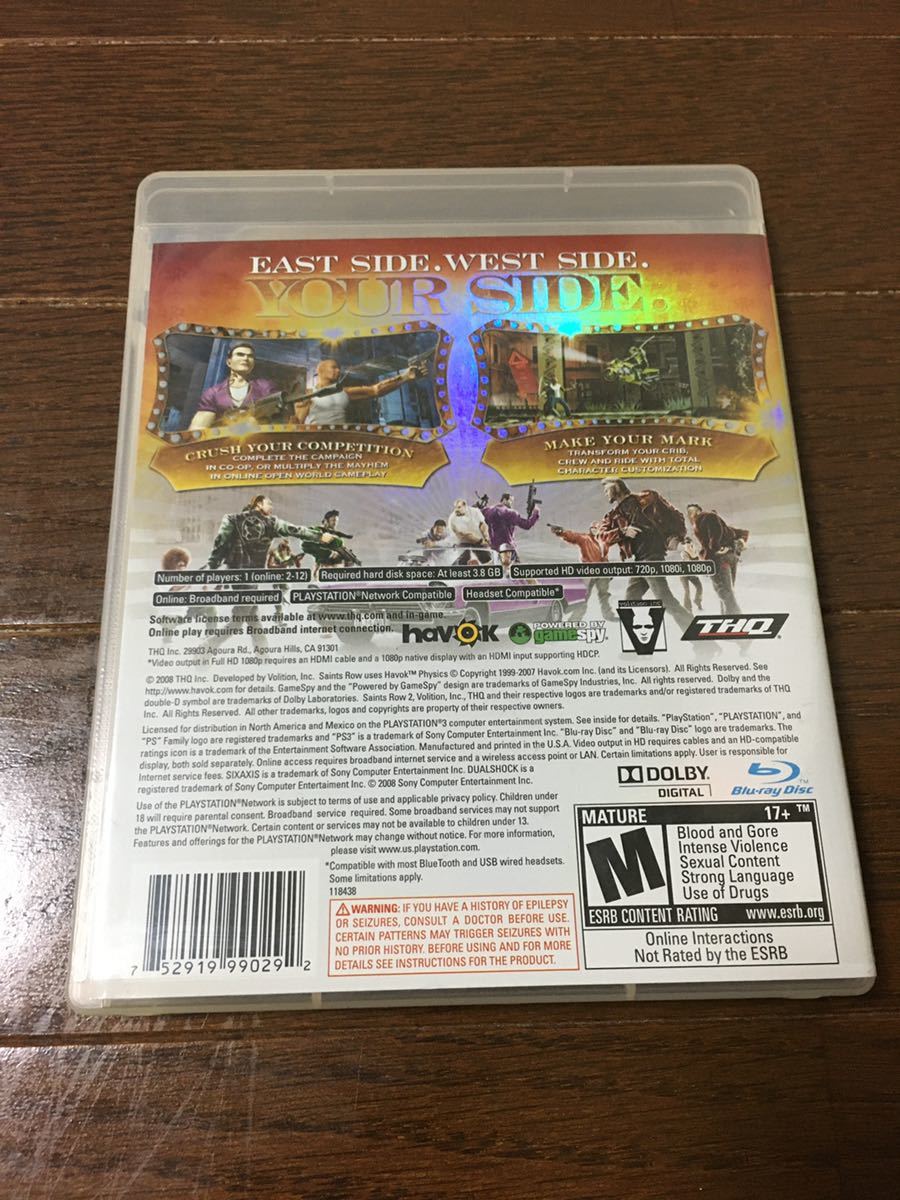 EAST SIDE. WEST SIDE.
YOUR SIDE.
CRUSH YOUR COMPETITION
COMPLETE THE CAMPAIGN
IN CO-OP, OR MULTIPLY THE MAYHEM
IN ONLINE OPEN WORLD GAMEPLAY
MAKE YOUR MARK
TRANSFORM YOUR CRIB,
CREW AND RIDE WITH TOTAL
CHARACTER CUSTOMIZATION
Number of players: 1 (online: 2-12) Required hard disk space: At least 3.8 GB Supported HD video output: 720p, 1080i, 1080p
Online: Broadband required PLAYSTATION®Network Compatible Headset Compatible*
Software license terms available at www.thq.com and in-game.
Online play requires Broadband internet connection.
havok
POWERED BY
gamespy
volition inc
THQ
THQ Inc. 29903 Agoura Rd., Agoura Hills, CA 91301
*Video output in Full HD 1080p requires an HDMI cable and a 1080p native display with an HDMI input supporting HDCP.
© 2008 THQ Inc. Developed by Volition, Inc. Saints Row uses Havok™ Physics © Copyright 1999-2007 Havok.com Inc. (and its Licensors). All Rights Reserved. See
http://www.havok.com for details. GameSpy and the "Powered by GameSpy" design are trademarks of GameSpy Industries, Inc. All rights reserved. Dolby and the
double-D symbol are trademarks of Dolby Laboratories. Saints Row 2, Volition, Inc., THQ and their respective logos are trademarks and/or registered trademarks of THQ
Inc. All Rights Reserved. All other trademarks, logos and copyrights are property of their respective owners.
Licensed for distribution in North America and Mexico on the PLAYSTATION®3 computer entertainment system. See inside for details. "PlayStation", "PLAYSTATION", and
"PS" Family logo are registered trademarks and "PS3" is a trademark of Sony Computer Entertainment Inc. "Blu-ray Disc" and "Blu-ray Disc" logo are trademarks. The
ratings icon is a trademark of the Entertainment Software Association. Manufactured and printed in the U.S.A. Video output in HD requires cables and an HD-compatible
display, both sold separately. Online access requires broadband internet service and a wireless access point or LAN. Certain limitations apply. User is responsible for
Internet service fees. SIXAXIS is a trademark of Sony Computer Entertainment Inc. DUALSHOCK is a
registered trademark of Sony Computer Entertainment Inc. © 2008 Sony Computer Entertainment Inc.
Use of the PLAYSTATION®Network is subject to terms of use and applicable privacy policy. Children under
18 will require parental consent. Broadband service required. Some broadband services may not support
the PLAYSTATION®Network. Certain content or services may not be available to children under 13.
Features and offerings for the PLAYSTATION®Network may change without notice. For more information,
please visit www.us.playstation.com.
*Compatible with most BlueTooth and USB wired headsets.
Some limitations apply.
118438
DOLBY
DIGITAL
Blu-ray Disc™
MATURE 17+ ™
M
Blood and Gore
Intense Violence
Sexual Content
Strong Language
Use of Drugs
ESRB CONTENT RATING www.esrb.org
Online Interactions
Not Rated by the ESRB
WARNING: IF YOU HAVE A HISTORY OF EPILEPSY
OR SEIZURES, CONSULT A DOCTOR BEFORE USE.
CERTAIN PATTERNS MAY TRIGGER SEIZURES WITH
NO PRIOR HISTORY. BEFORE USING AND FOR MORE
DETAILS SEE INSTRUCTIONS FOR THE PRODUCT.
7 52919 99029 2